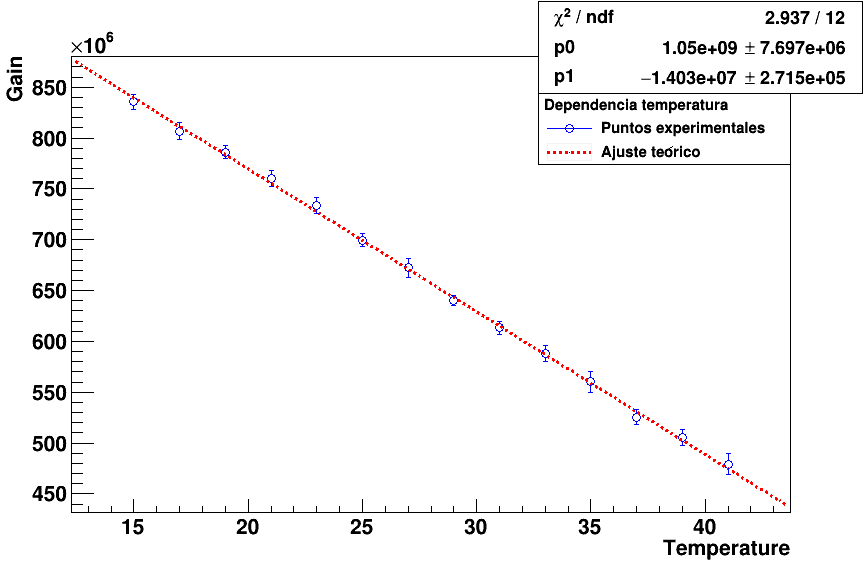 ×10⁶
Gain
850
800
750
700
650
600
550
500
450
15 20 25 30 35 40
Temperature
χ² / ndf 2.937 / 12
p0 1.05e+09 ± 7.697e+06
p1 −1.403e+07 ± 2.715e+05
Dependencia temperatura
Puntos experimentales
Ajuste teórico